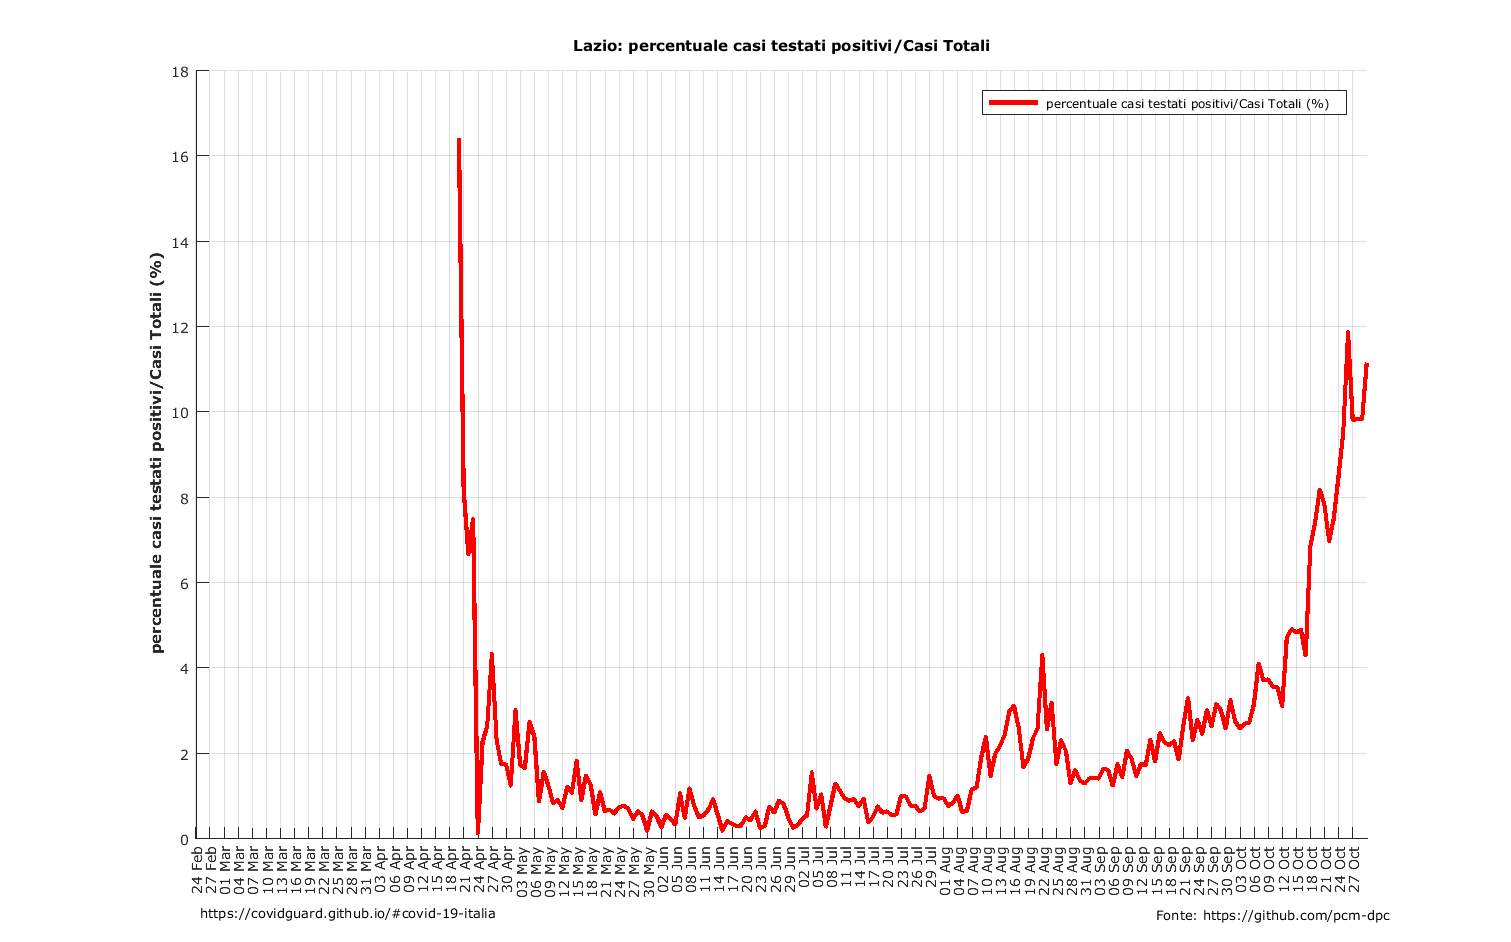 Lazio: percentuale casi testati positivi/Casi Totali
percentuale casi testati positivi/Casi Totali (%)
percentuale casi testati positivi/Casi Totali (%)
18
16
14
12
10
8
6
4
2
0
24 Feb
27 Feb
01 Mar
04 Mar
07 Mar
10 Mar
13 Mar
16 Mar
19 Mar
22 Mar
25 Mar
28 Mar
31 Mar
03 Apr
06 Apr
09 Apr
12 Apr
15 Apr
18 Apr
21 Apr
24 Apr
27 Apr
30 Apr
03 May
06 May
09 May
12 May
15 May
18 May
21 May
24 May
27 May
30 May
02 Jun
05 Jun
08 Jun
11 Jun
14 Jun
17 Jun
20 Jun
23 Jun
26 Jun
29 Jun
02 Jul
05 Jul
08 Jul
11 Jul
14 Jul
17 Jul
20 Jul
23 Jul
26 Jul
29 Jul
01 Aug
04 Aug
07 Aug
10 Aug
13 Aug
16 Aug
19 Aug
22 Aug
25 Aug
28 Aug
31 Aug
03 Sep
06 Sep
09 Sep
12 Sep
15 Sep
18 Sep
21 Sep
24 Sep
27 Sep
30 Sep
03 Oct
06 Oct
09 Oct
12 Oct
15 Oct
18 Oct
21 Oct
24 Oct
27 Oct
https://covidguard.github.io/#covid-19-italia
Fonte: https://github.com/pcm-dpc